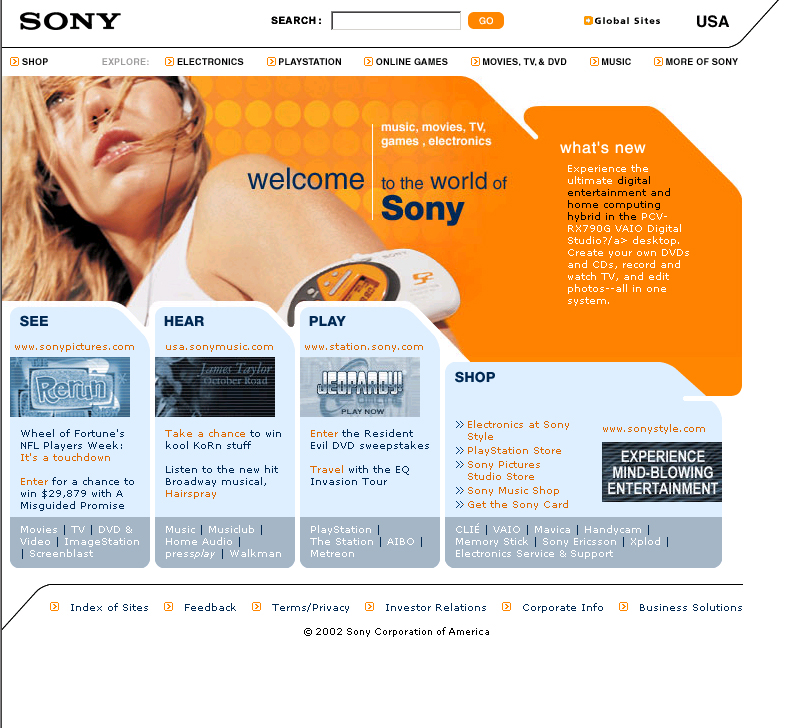 SONY
SEARCH :
GO
Global Sites
USA
SHOP
EXPLORE:
ELECTRONICS
PLAYSTATION
ONLINE GAMES
MOVIES, TV, & DVD
MUSIC
MORE OF SONY
music, movies, TV,
games , electronics
welcome
to the world of
Sony
what's new
Experience the
ultimate digital
entertainment and
home computing
hybrid in the PCV-
RX790G VAIO Digital
Studio?/a> desktop.
Create your own DVDs
and CDs, record and
watch TV, and edit
photos--all in one
system.
SEE
www.sonypictures.com
Rerun
Wheel of Fortune's
NFL Players Week:
It's a touchdown
Enter for a chance to
win $29,879 with A
Misguided Promise
Movies | TV | DVD &
Video | ImageStation
| Screenblast
HEAR
usa.sonymusic.com
James Taylor
October Road
Take a chance to win
kool KoRn stuff
Listen to the new hit
Broadway musical,
Hairspray
Music | Musiclub |
Home Audio |
pressplay | Walkman
PLAY
www.station.sony.com
JEOPARDY!
PLAY NOW
Enter the Resident
Evil DVD sweepstakes
Travel with the EQ
Invasion Tour
PlayStation |
The Station | AIBO |
Metreon
SHOP
Electronics at Sony
Style
PlayStation Store
Sony Pictures
Studio Store
Sony Music Shop
Get the Sony Card
www.sonystyle.com
EXPERIENCE
MIND-BLOWING
ENTERTAINMENT
CLIÉ | VAIO | Mavica | Handycam |
Memory Stick | Sony Ericsson | Xplod |
Electronics Service & Support
Index of Sites
Feedback
Terms/Privacy
Investor Relations
Corporate Info
Business Solutions
© 2002 Sony Corporation of America